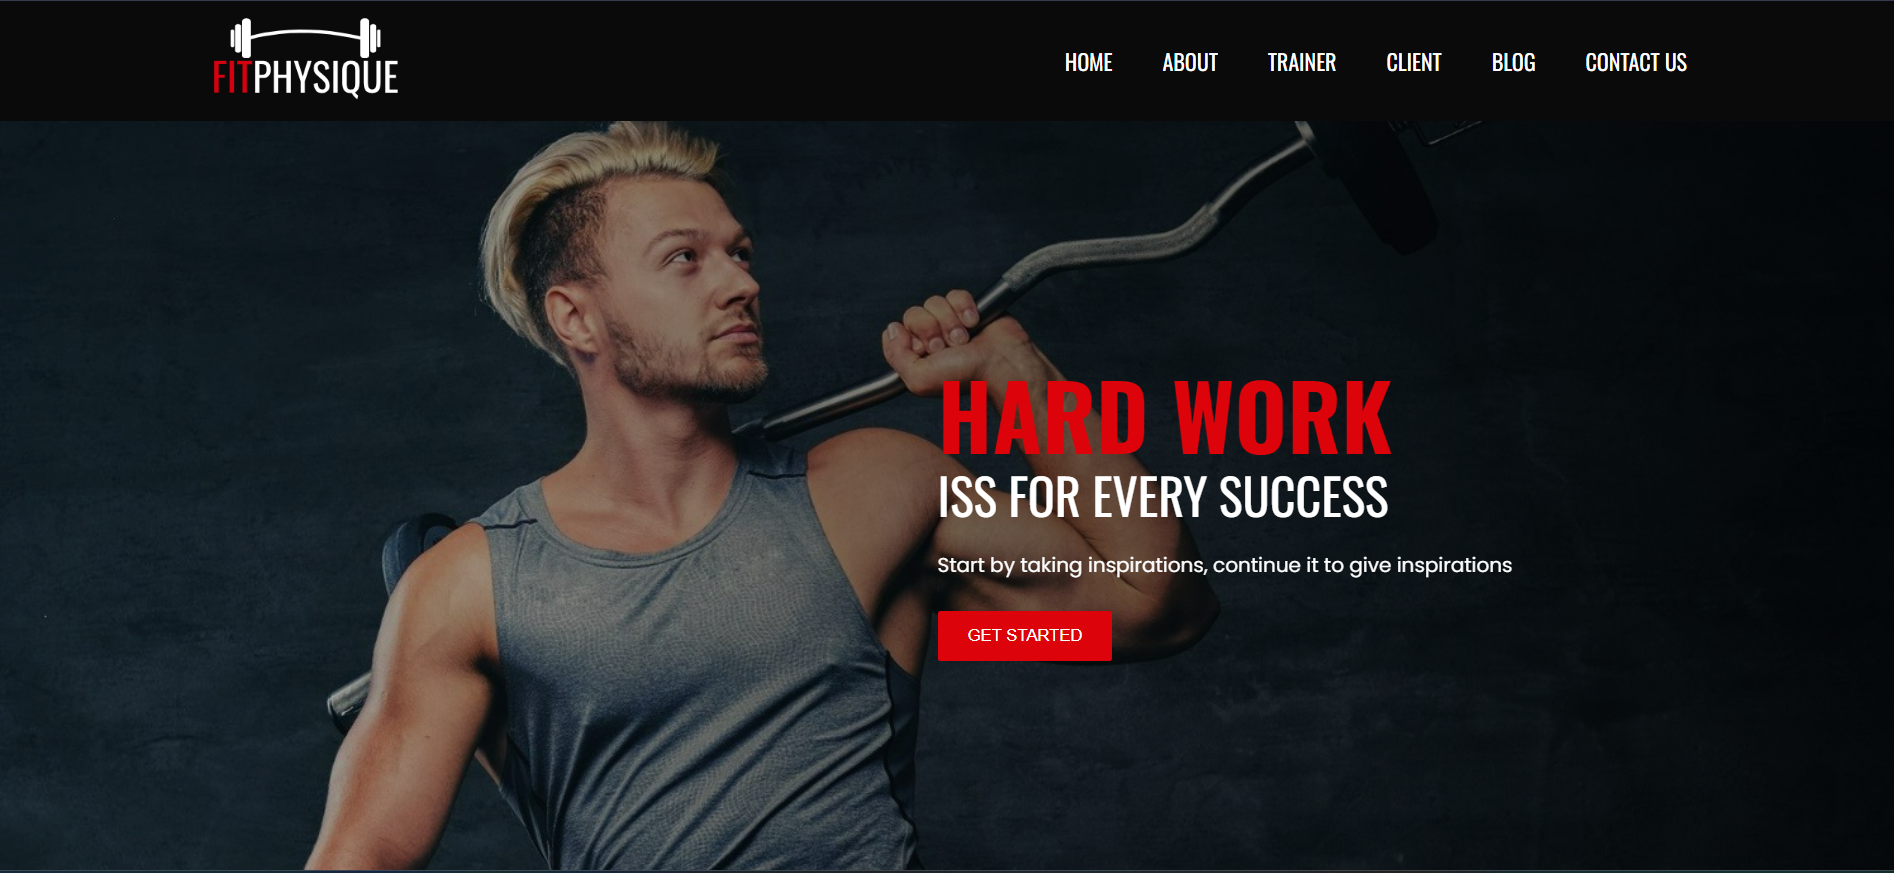 FITPHYSIQUE
HOME ABOUT TRAINER CLIENT BLOG CONTACT US
HARD WORK
ISS FOR EVERY SUCCESS
Start by taking inspirations, continue it to give inspirations
GET STARTED